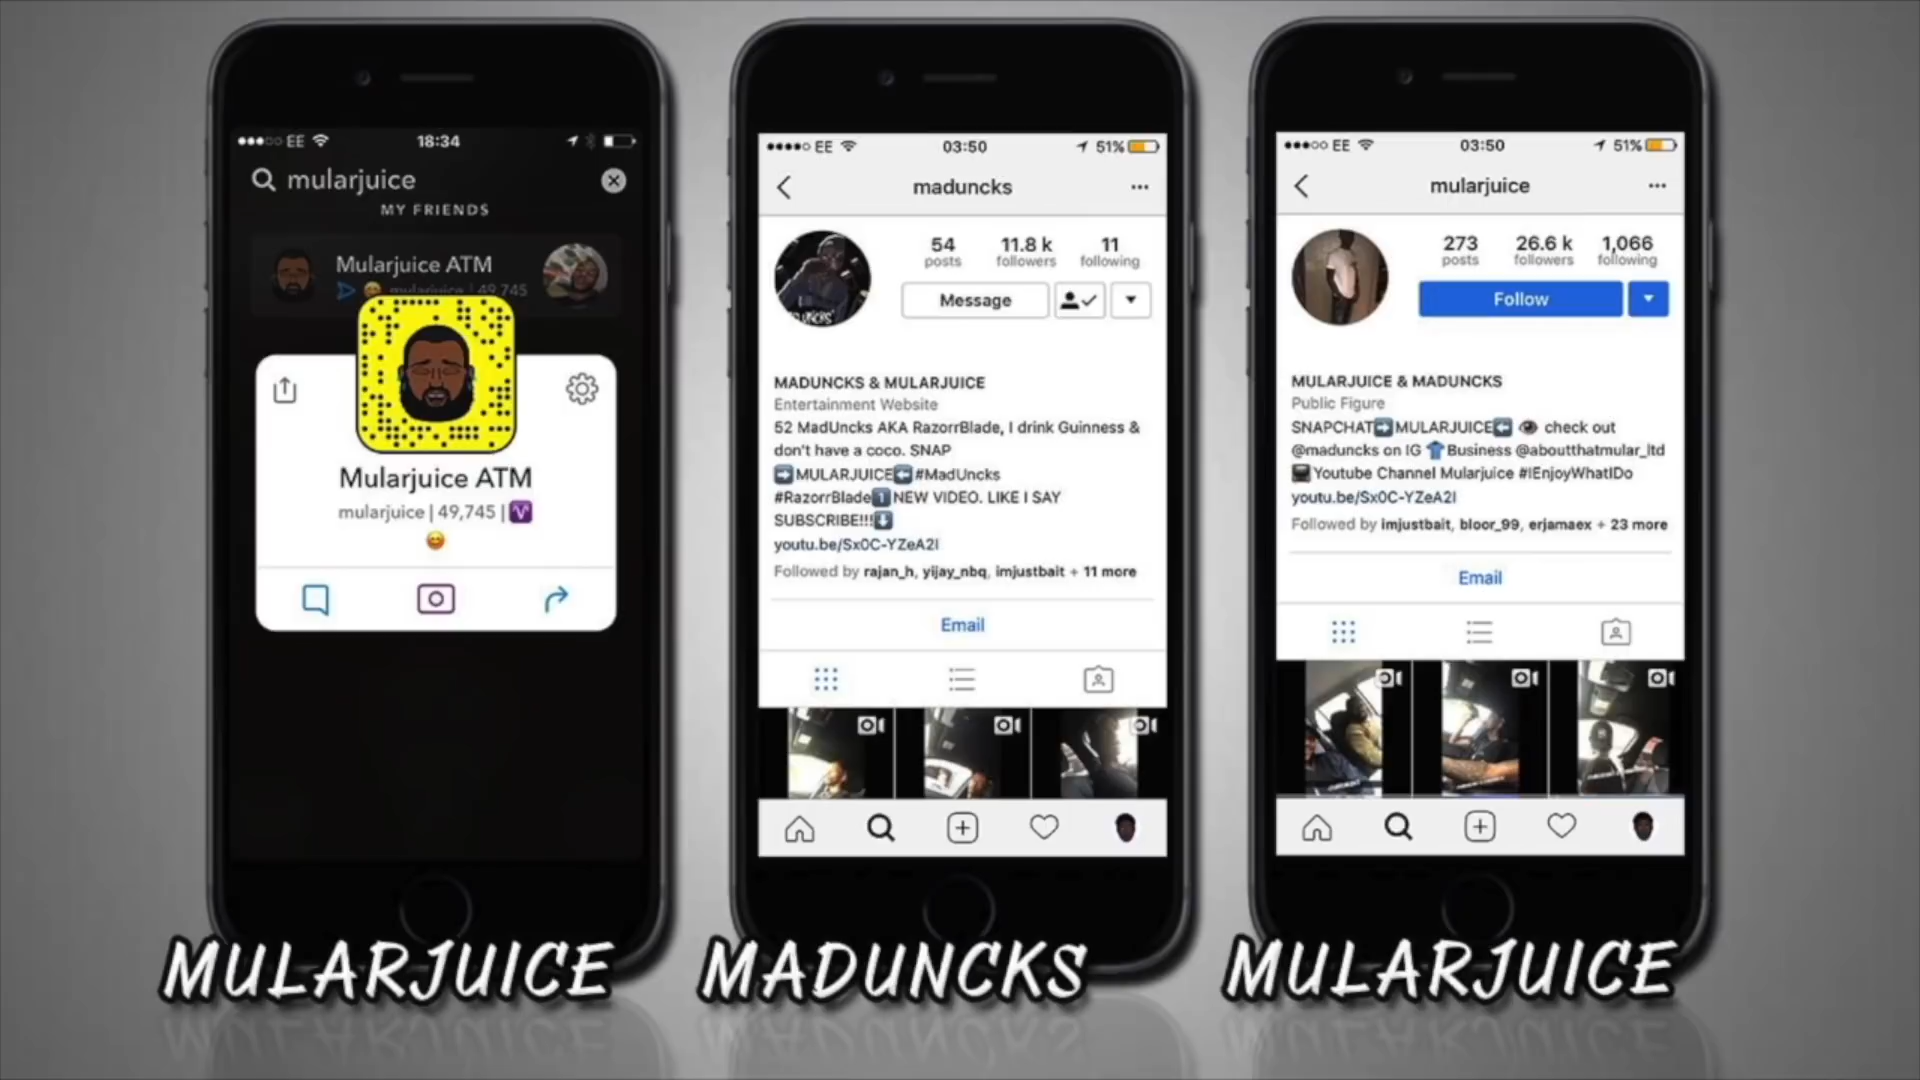 EE 18:34
mularjuice
MY FRIENDS
Mularjuice ATM
mularjuice | 49,745
Mularjuice ATM
mularjuice | 49,745 |
MULARJUICE
EE 03:50 51%
maduncks
54 11.8 k 11
posts followers following
Message
MADUNCKS & MULARJUICE
Entertainment Website
52 MadUncks AKA RazorrBlade, I drink Guinness &
don't have a coco. SNAP
➡️MULARJUICE⬅️#MadUncks
#RazorrBlade1️⃣NEW VIDEO. LIKE I SAY
SUBSCRIBE!!!⬇️
youtu.be/Sx0C-YZeA2I
Followed by rajan_h, yijay_nbq, imjustbait + 11 more
Email
MADUNCKS
EE 03:50 51%
mularjuice
273 26.6 k 1,066
posts followers following
Follow
MULARJUICE & MADUNCKS
Public Figure
SNAPCHAT➡️MULARJUICE⬅️ 👁 check out
@maduncks on IG 👕Business @aboutthatmular_ltd
🖥Youtube Channel Mularjuice #IEnjoyWhatIDo
youtu.be/Sx0C-YZeA2I
Followed by imjustbait, bloor_99, erjamaex + 23 more
Email
MULARJUICE